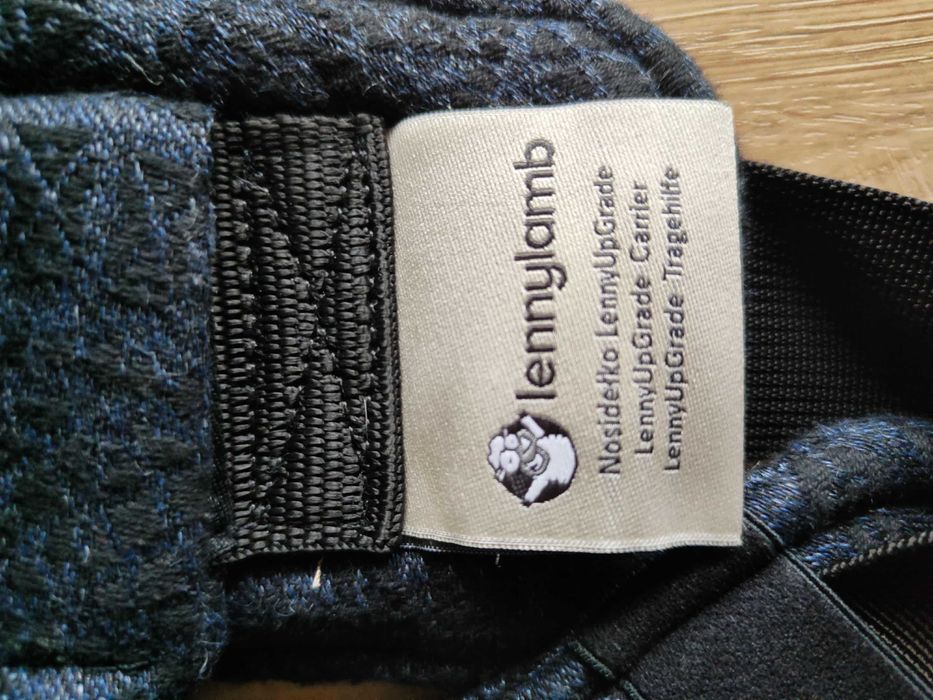 lennylamb
Nosidełko LennyUpGrade
LennyUpGrade Carrier
LennyUpGrade Tragehilfe